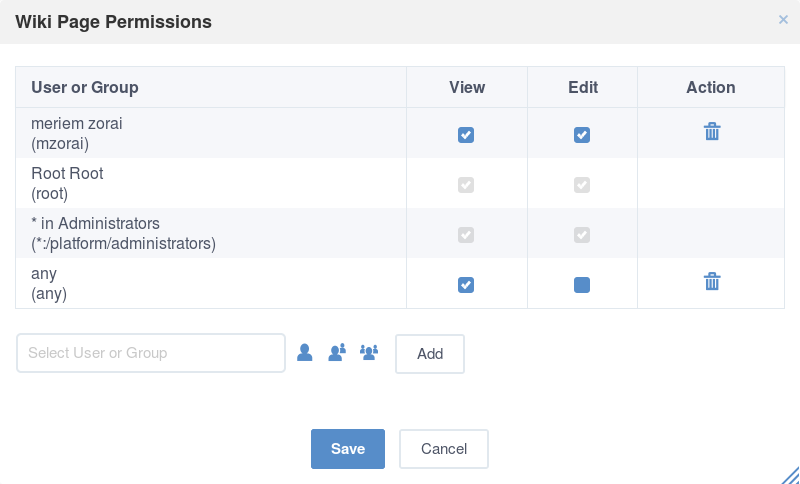 Wiki Page Permissions
User or Group View Edit Action
meriem zorai
(mzorai)
Root Root
(root)
* in Administrators
(*:/platform/administrators)
any
(any)
Select User or Group Add
Save Cancel